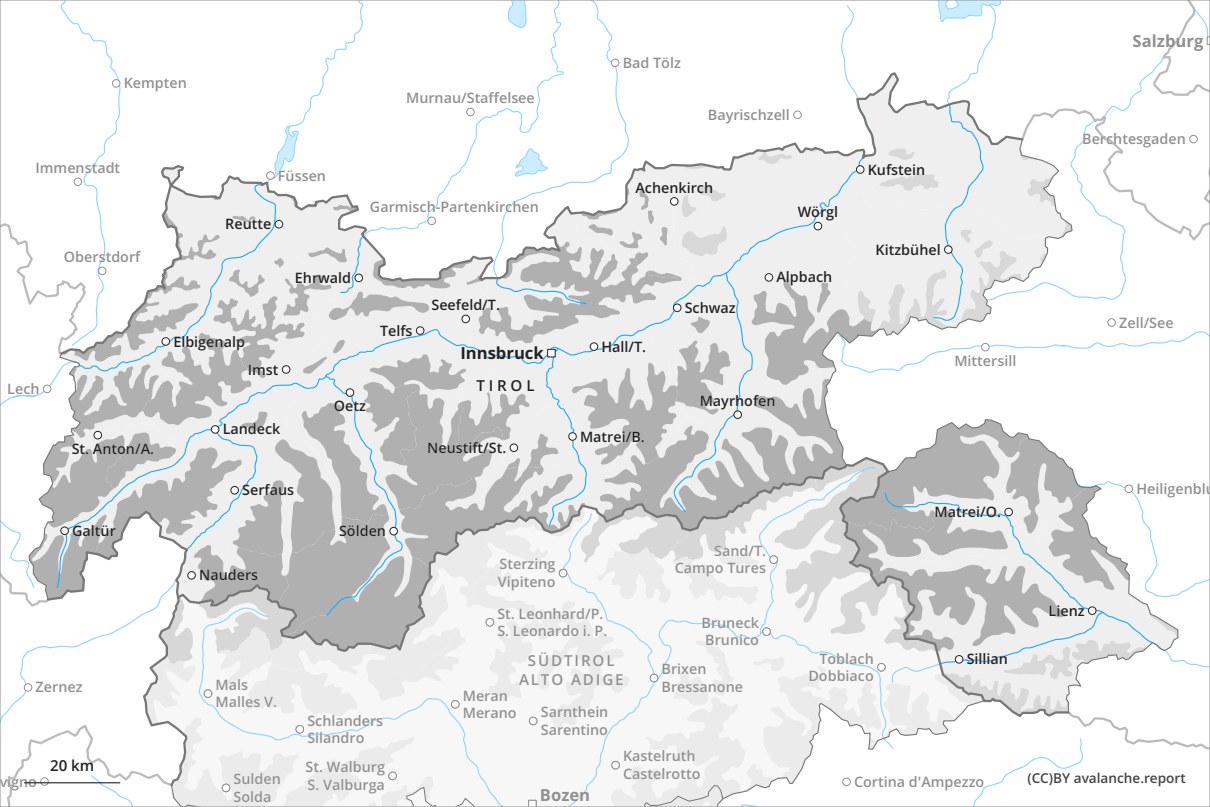 Salzburg
Bad Tölz
Kempten
Murnau/Staffelsee
Bayrischzell
Berchtesgaden
Immenstadt
Füssen
Kufstein
Achenkirch
Garmisch-Partenkirchen
Wörgl
Reutte
Kitzbühel
Oberstdorf
Ehrwald
Alpbach
Seefeld/T.
Schwaz
Zell/See
Telfs
Elbigenalp
Hall/T.
Innsbruck
Mittersill
Imst
TIROL
Lech
Mayrhofen
Oetz
Landeck
Matrei/B.
St. Anton/A.
Neustift/St.
Serfaus
Heiligenblu
Matrei/O.
Galtür
Sölden
Sand/T.
Campo Tures
Sterzing
Vipiteno
Nauders
Lienz
St. Leonhard/P.
S. Leonardo i. P.
Bruneck
Brunico
SÜDTIROL
ALTO ADIGE
Toblach
Dobbiaco
Sillian
Brixen
Bressanone
Zernez
Mals
Malles V.
Meran
Merano
Sarnthein
Sarentino
Schlanders
Silandro
Kastelruth
Castelrotto
St. Walburg
S. Valburga
20 km
vigno
Sulden
Solda
Cortina d'Ampezzo
(CC)BY avalanche.report
Bozen